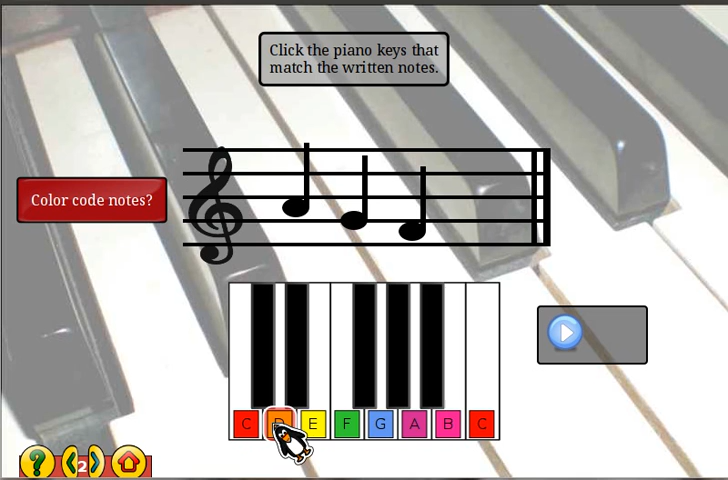 Click the piano keys that
match the written notes.
Color code notes?
C D E F G A B C
? 2